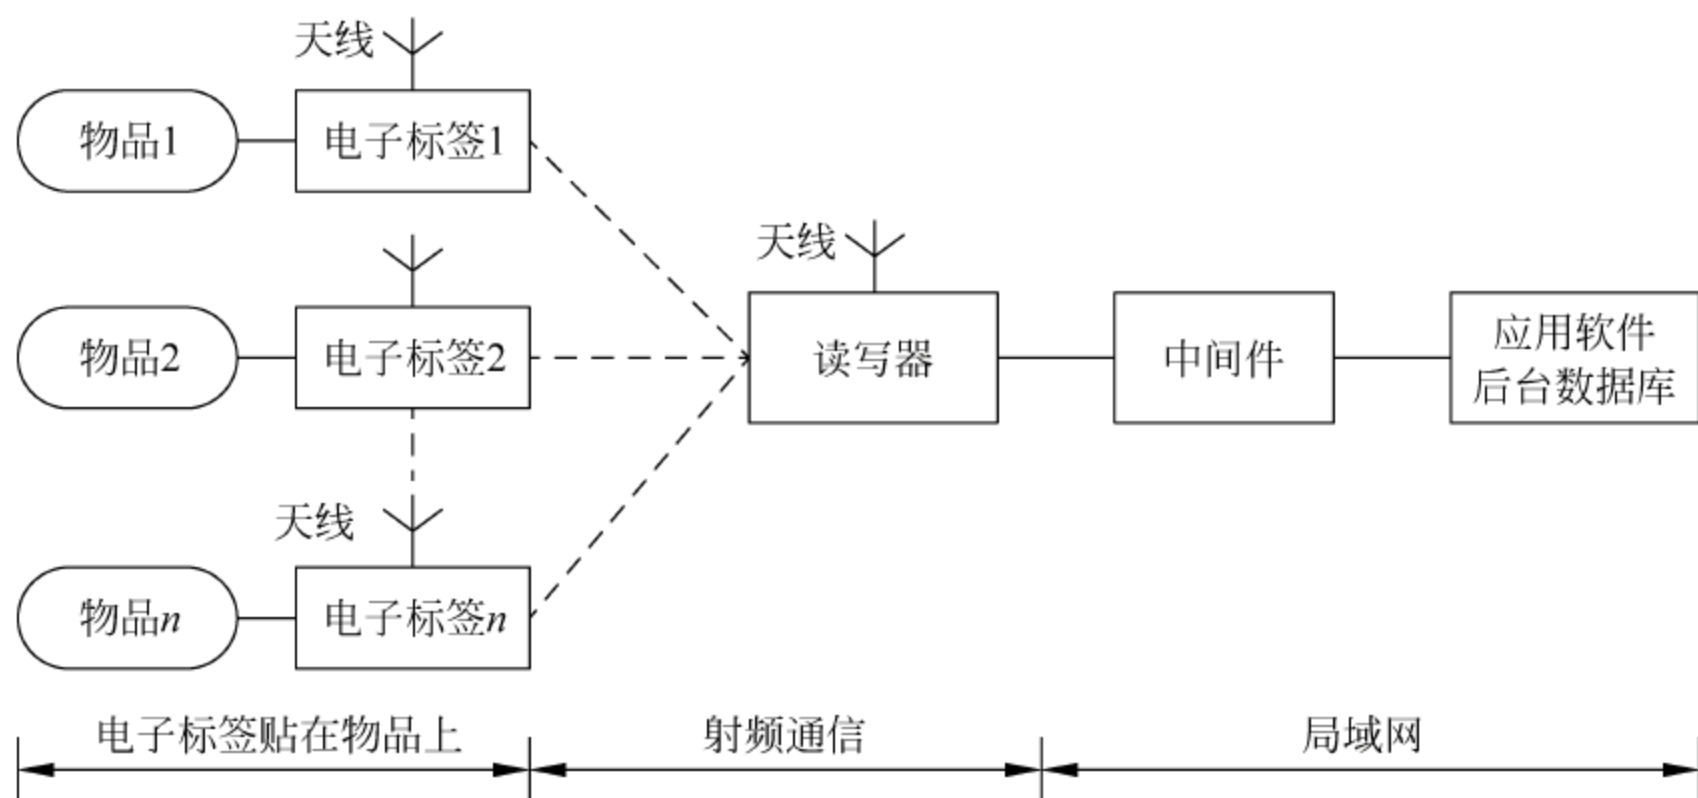 天线
物品1
电子标签1
天线
物品2
电子标签2
读写器
中间件
应用软件
后台数据库
天线
物品n
电子标签n
电子标签贴在物品上
射频通信
局域网